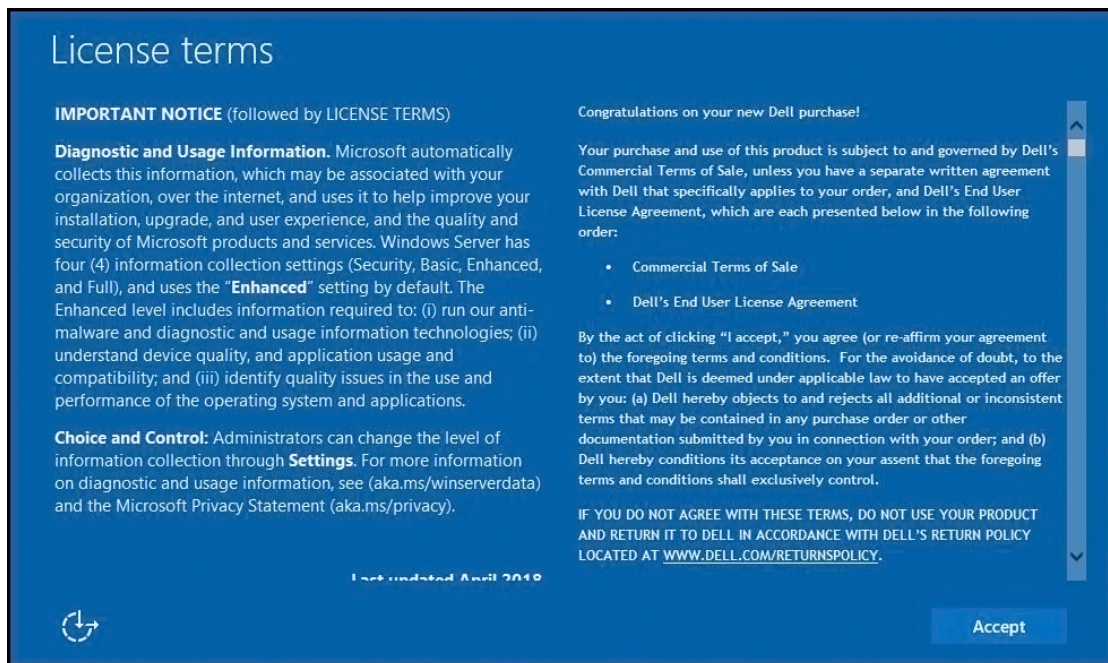 License terms
IMPORTANT NOTICE (followed by LICENSE TERMS)
Diagnostic and Usage Information. Microsoft automatically
collects this information, which may be associated with your
organization, over the internet, and uses it to help improve your
installation, upgrade, and user experience, and the quality and
security of Microsoft products and services. Windows Server has
four (4) information collection settings (Security, Basic, Enhanced,
and Full), and uses the “Enhanced” setting by default. The
Enhanced level includes information required to: (i) run our anti-
malware and diagnostic and usage information technologies; (ii)
understand device quality, and application usage and
compatibility; and (iii) identify quality issues in the use and
performance of the operating system and applications.
Choice and Control: Administrators can change the level of
information collection through Settings. For more information
on diagnostic and usage information, see (aka.ms/winserverdata)
and the Microsoft Privacy Statement (aka.ms/privacy).
Last updated April 2018
Congratulations on your new Dell purchase!
Your purchase and use of this product is subject to and governed by Dell’s
Commercial Terms of Sale, unless you have a separate written agreement
with Dell that specifically applies to your order, and Dell’s End User
License Agreement, which are each presented below in the following
order:
• Commercial Terms of Sale
• Dell’s End User License Agreement
By the act of clicking “I accept,” you agree (or re-affirm your agreement
to) the foregoing terms and conditions. For the avoidance of doubt, to the
extent that Dell is deemed under applicable law to have accepted an offer
by you: (a) Dell hereby objects to and rejects all additional or inconsistent
terms that may be contained in any purchase order or other
documentation submitted by you in connection with your order; and (b)
Dell hereby conditions its acceptance on your assent that the foregoing
terms and conditions shall exclusively control.
IF YOU DO NOT AGREE WITH THESE TERMS, DO NOT USE YOUR PRODUCT
AND RETURN IT TO DELL IN ACCORDANCE WITH DELL’S RETURN POLICY
LOCATED AT WWW.DELL.COM/RETURNSPOLICY.
Accept